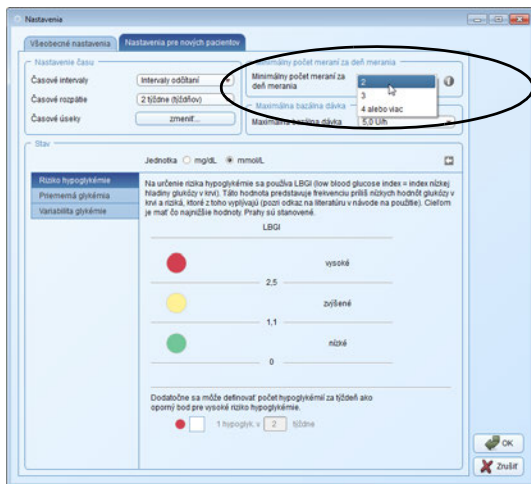 Nastavenia
Všeobecné nastavenia
Nastavenia pre nových pacientov
Nastavenie času
Časové intervaly
Intervaly odčítaní
Časové rozpätie
2 týždne (týždňov)
Časové úseky
zmeniť...
Minimálny počet meraní za deň merania
Minimálny počet meraní za
deň merania
2
3
4 alebo viac
Maximálna bazálna dávka
Maximálna bazálna dávka
5,0 U/h
Stav
Jednotka
mg/dL
mmol/L
Riziko hypoglykémie
Priemerná glykémia
Variabilita glykémie
Na určenie rizika hypoglykémie sa používa LBGI (low blood glucose index = index nízkej
hladiny glukózy v krvi). Táto hodnota predstavuje frekvenciu príliš nízkych hodnôt glukózy v
krvi a riziká, ktoré z toho vyplývajú (pozri odkaz na literatúru v návode na použitie). Cieľom
je mať čo najnižšie hodnoty. Prahy sú stanovené.
LBGI
vysoké
2,5
zvýšené
1,1
nízké
0
Dodatočne sa môže definovať počet hypoglykémií za týždeň ako
oporný bod pre vysoké riziko hypoglykémie.
1 hypoglyk. v
2
týždne
OK
Zrušiť